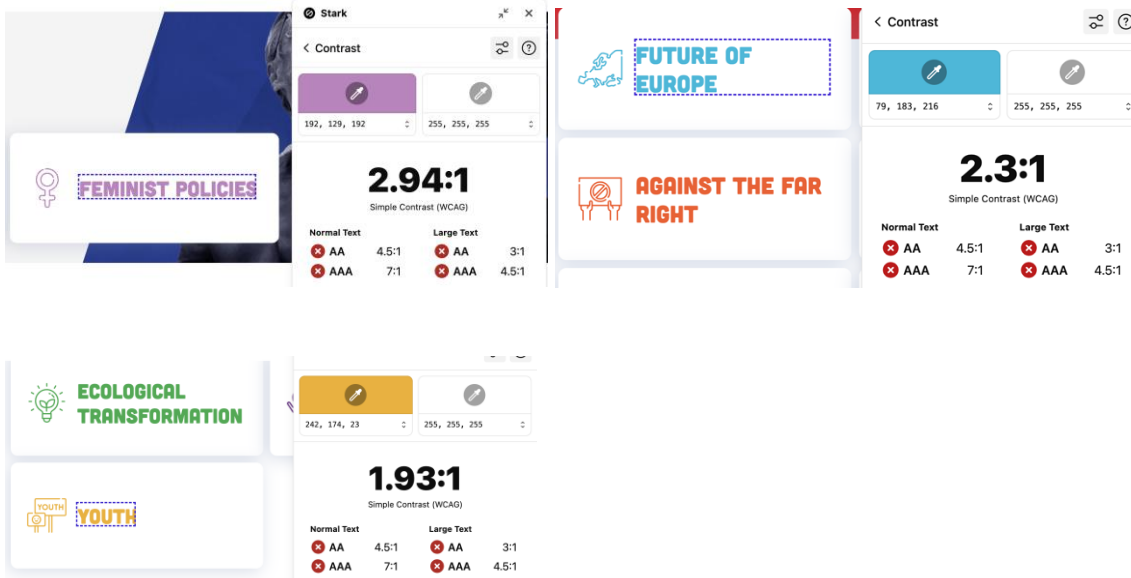 Stark
Contrast
192, 129, 192
255, 255, 255
FEMINIST POLICIES
2.94:1
Simple Contrast (WCAG)
Normal Text
Large Text
AA 4.5:1
AA 3:1
AAA 7:1
AAA 4.5:1
FUTURE OF
EUROPE
AGAINST THE FAR
RIGHT
Contrast
79, 183, 216
255, 255, 255
2.3:1
Simple Contrast (WCAG)
Normal Text
Large Text
AA 4.5:1
AA 3:1
AAA 7:1
AAA 4.5:1
ECOLOGICAL
TRANSFORMATION
YOUTH
YOUTH
242, 174, 23
255, 255, 255
1.93:1
Simple Contrast (WCAG)
Normal Text
Large Text
AA 4.5:1
AA 3:1
AAA 7:1
AAA 4.5:1